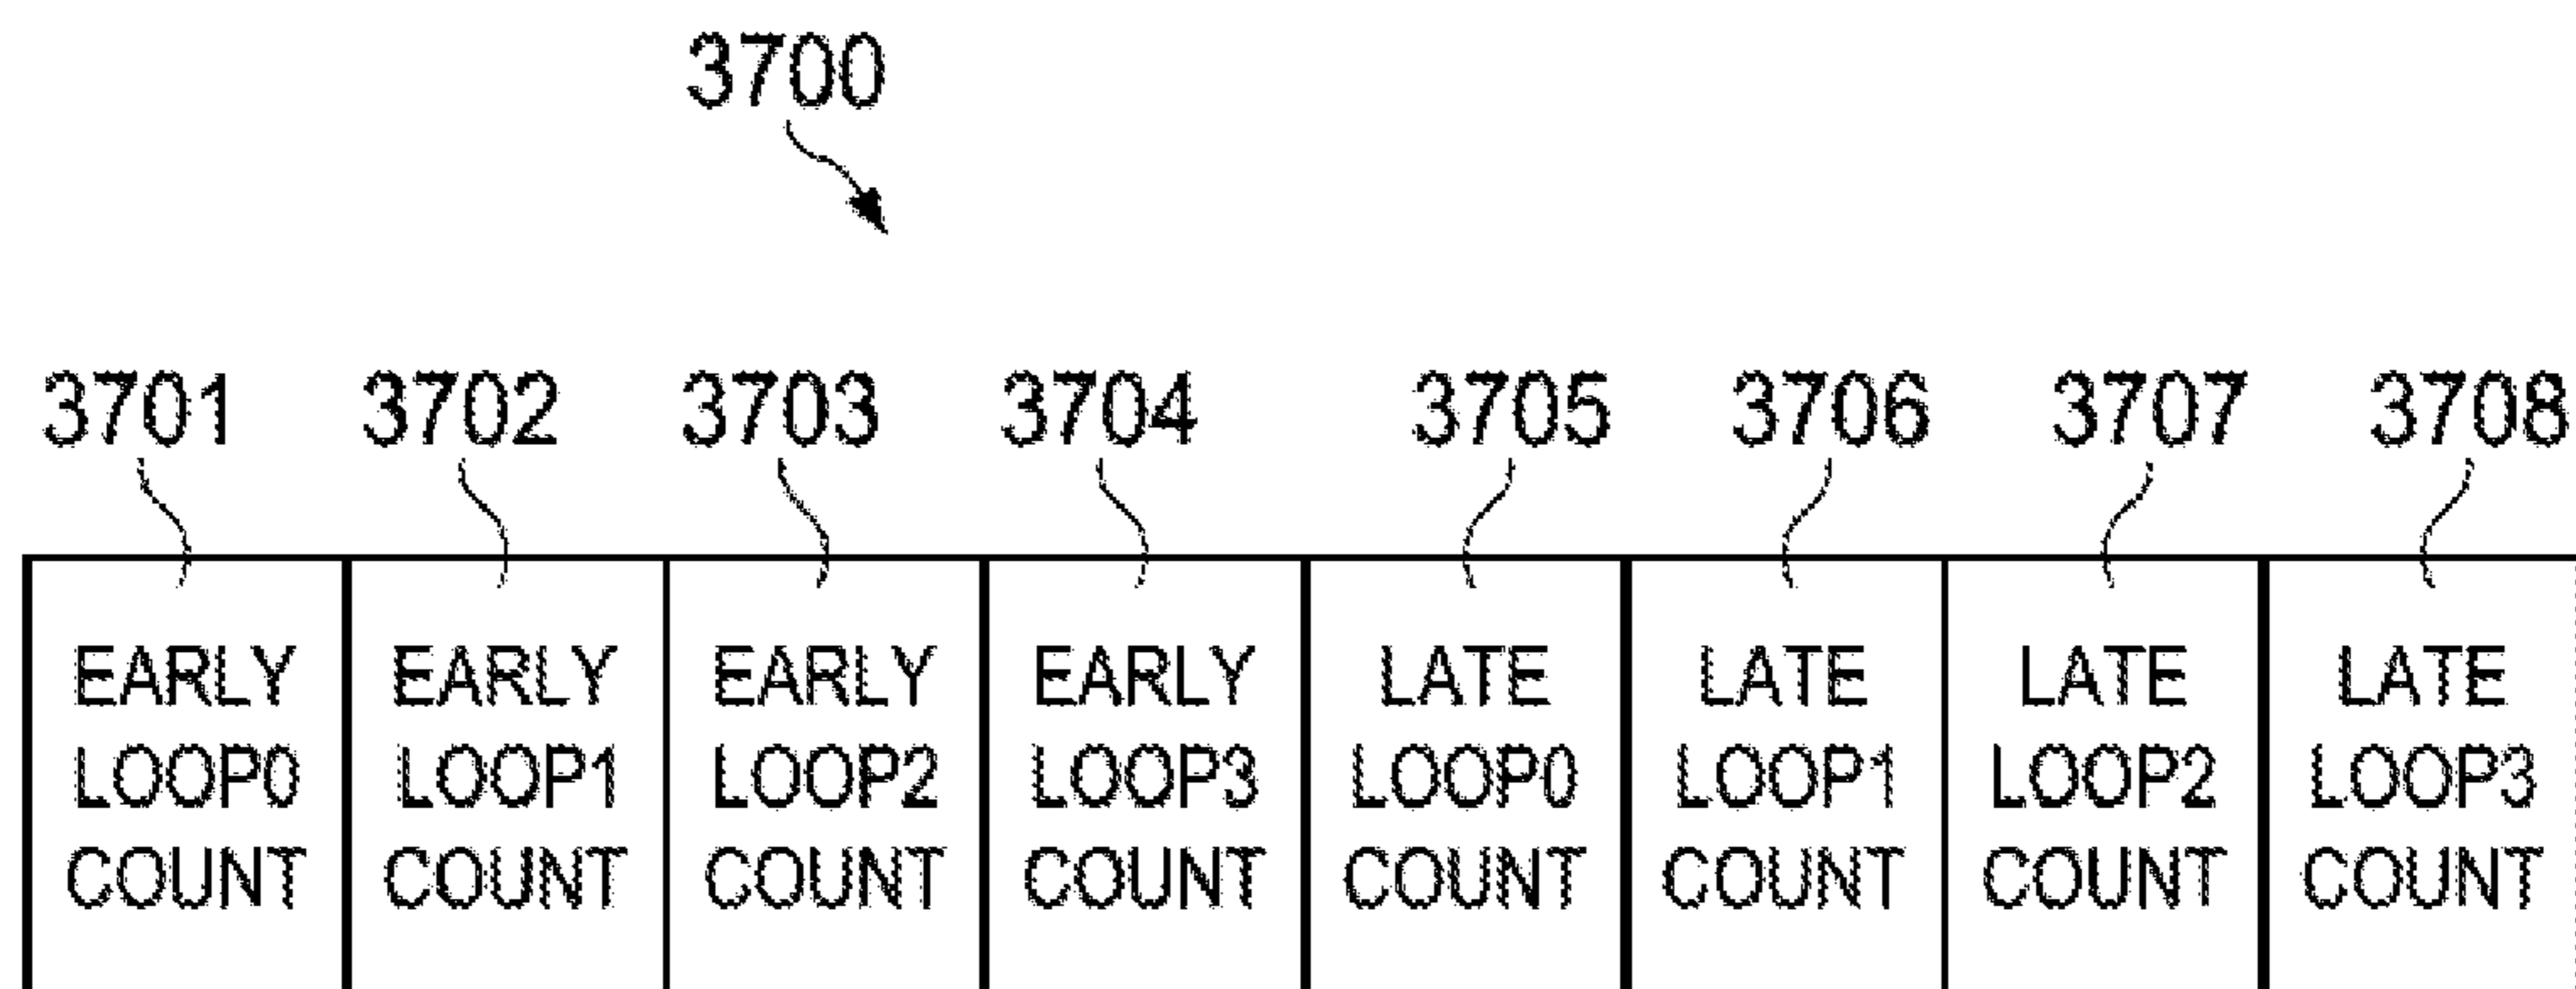 3700
3701 3702 3703 3704 3705 3706 3707 3708
EARLY EARLY EARLY EARLY LATE LATE LATE LATE
LOOP0 LOOP1 LOOP2 LOOP3 LOOP0 LOOP1 LOOP2 LOOP3
COUNT COUNT COUNT COUNT COUNT COUNT COUNT COUNT